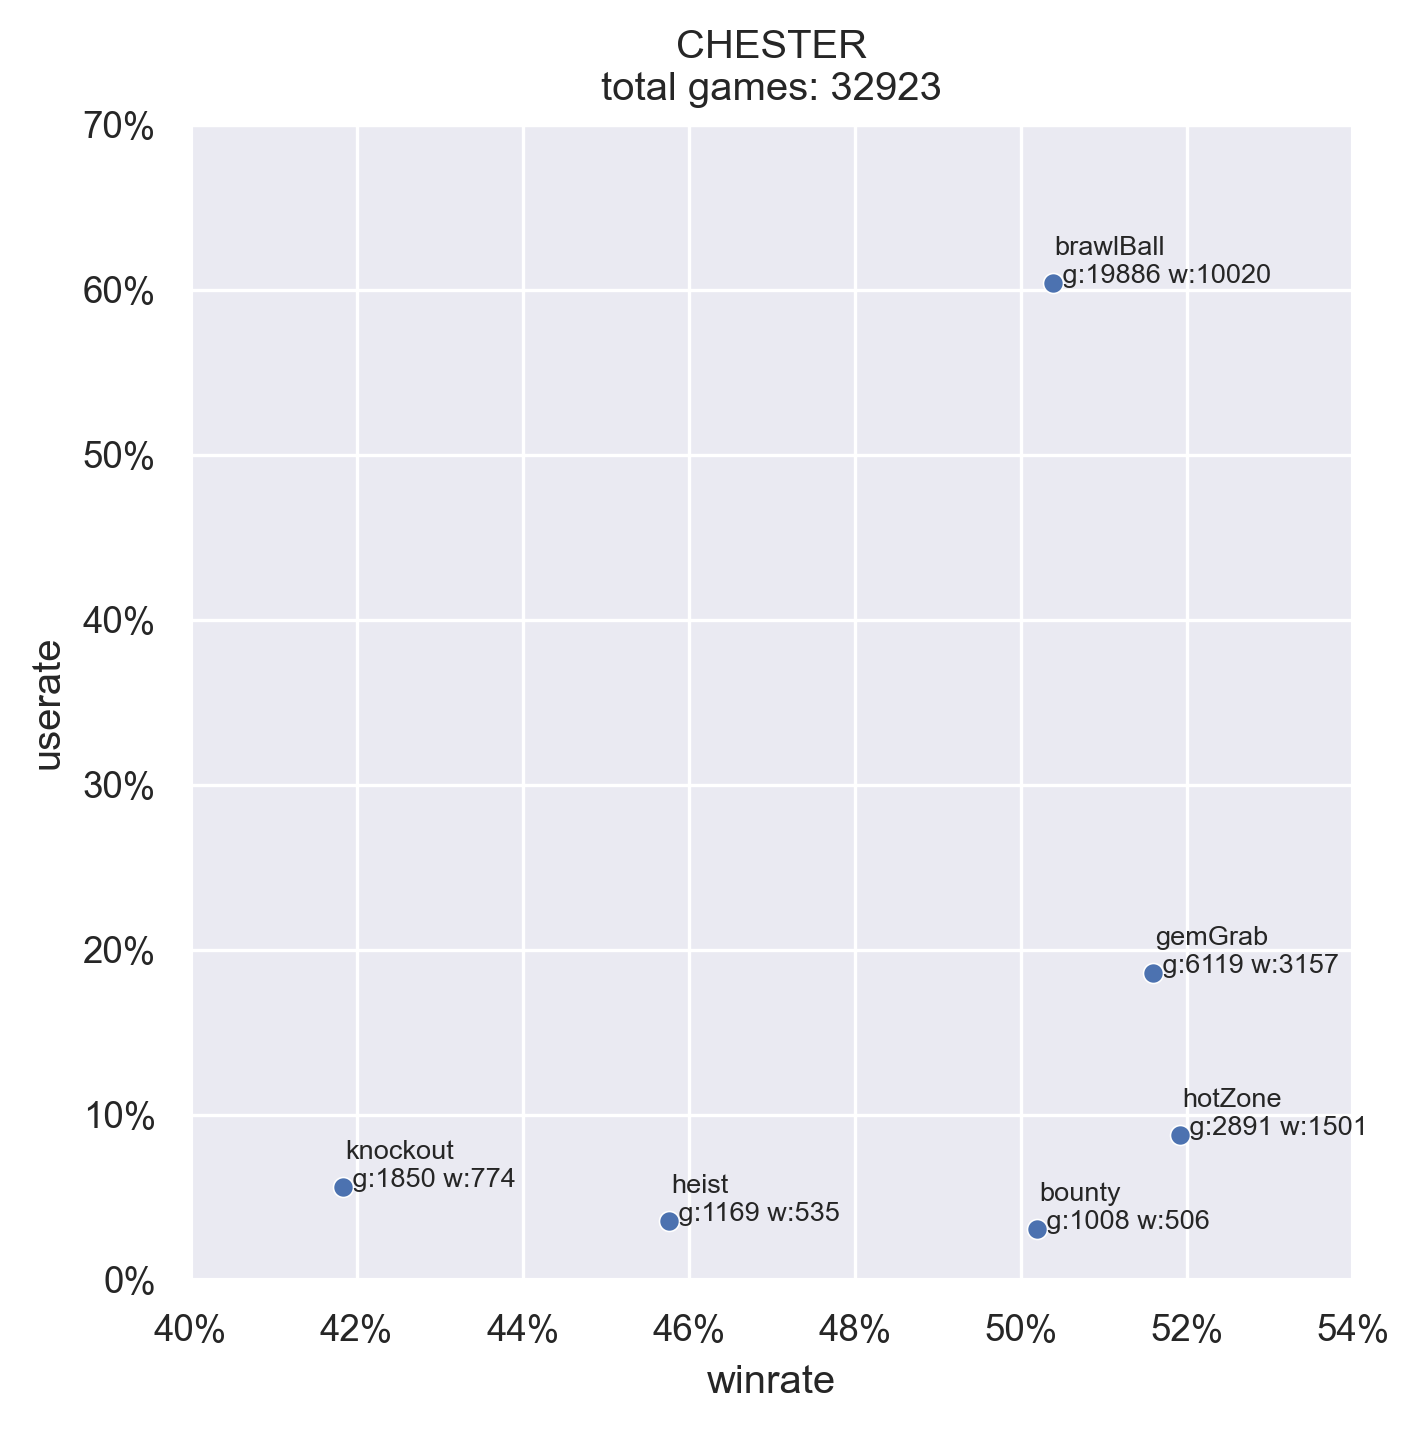 CHESTER
total games: 32923
70%
60%
50%
40%
30%
20%
10%
0%
userate
brawlBall
g:19886 w:10020
gemGrab
g:6119 w:3157
hotZone
g:2891 w:1501
knockout
g:1850 w:774
heist
g:1169 w:535
bounty
g:1008 w:506
40% 42% 44% 46% 48% 50% 52% 54%
winrate